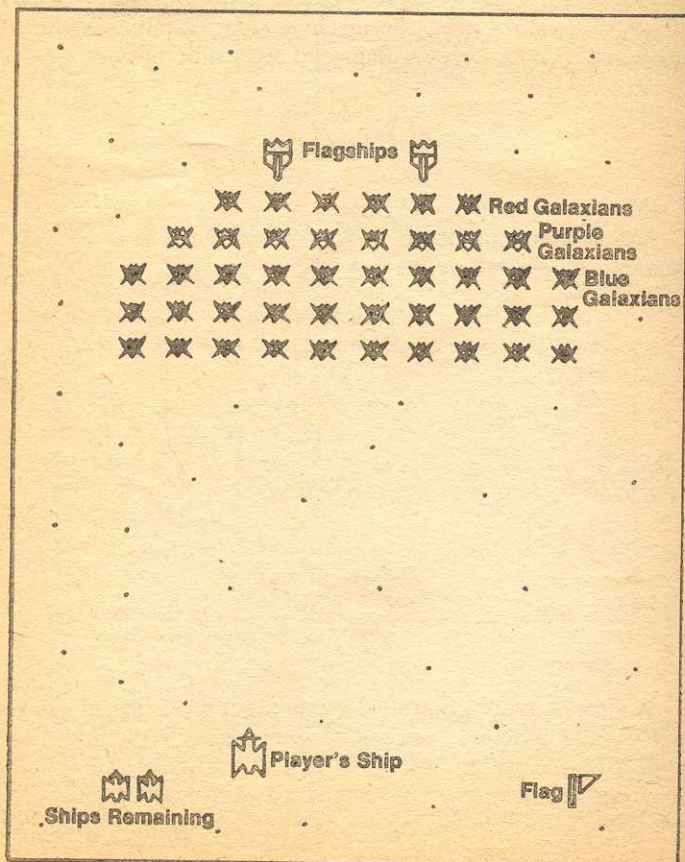 Flagships
Red Galaxians
Purple
Galaxians
Blue
Galaxians
Player's Ship
Flag
Ships Remaining